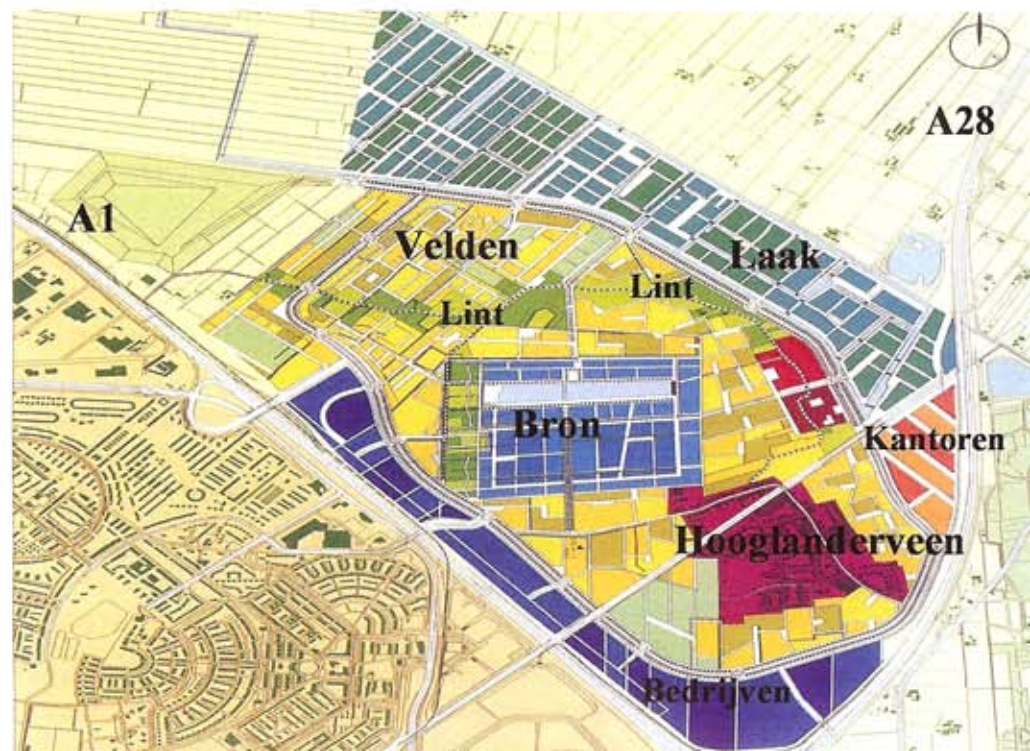 A28
A1
Velden
Laak
Lint
Lint
Bron
Kantoren
Hooglanderveen
Bedrijven